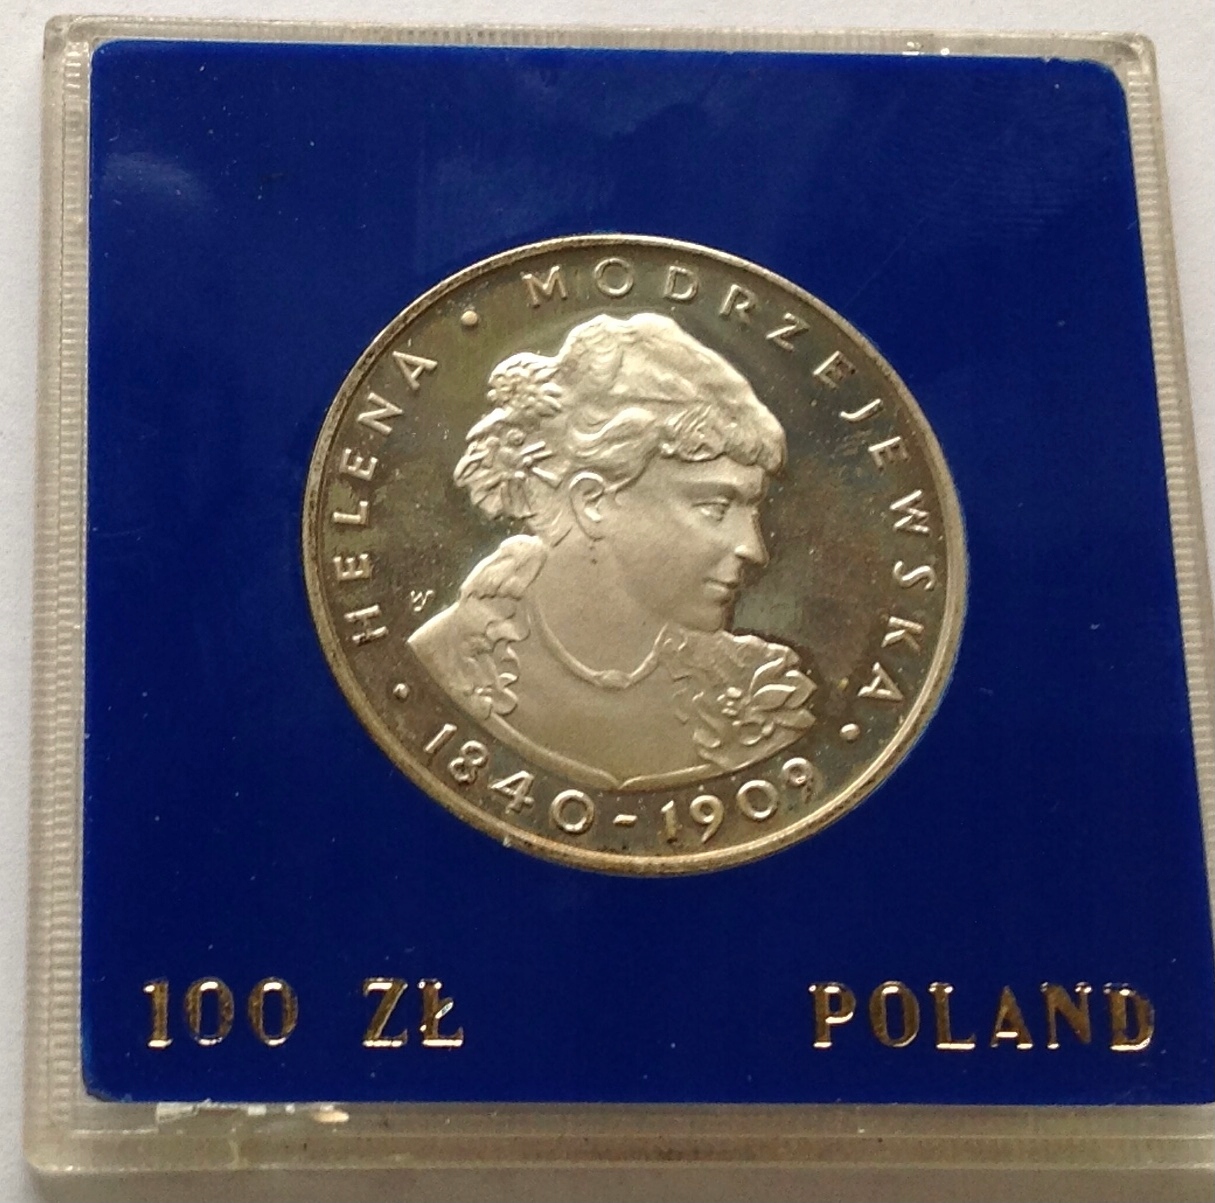 HELENA • MODRZEJEWSKA •
• 1840-1909
100 ZŁ
POLAND